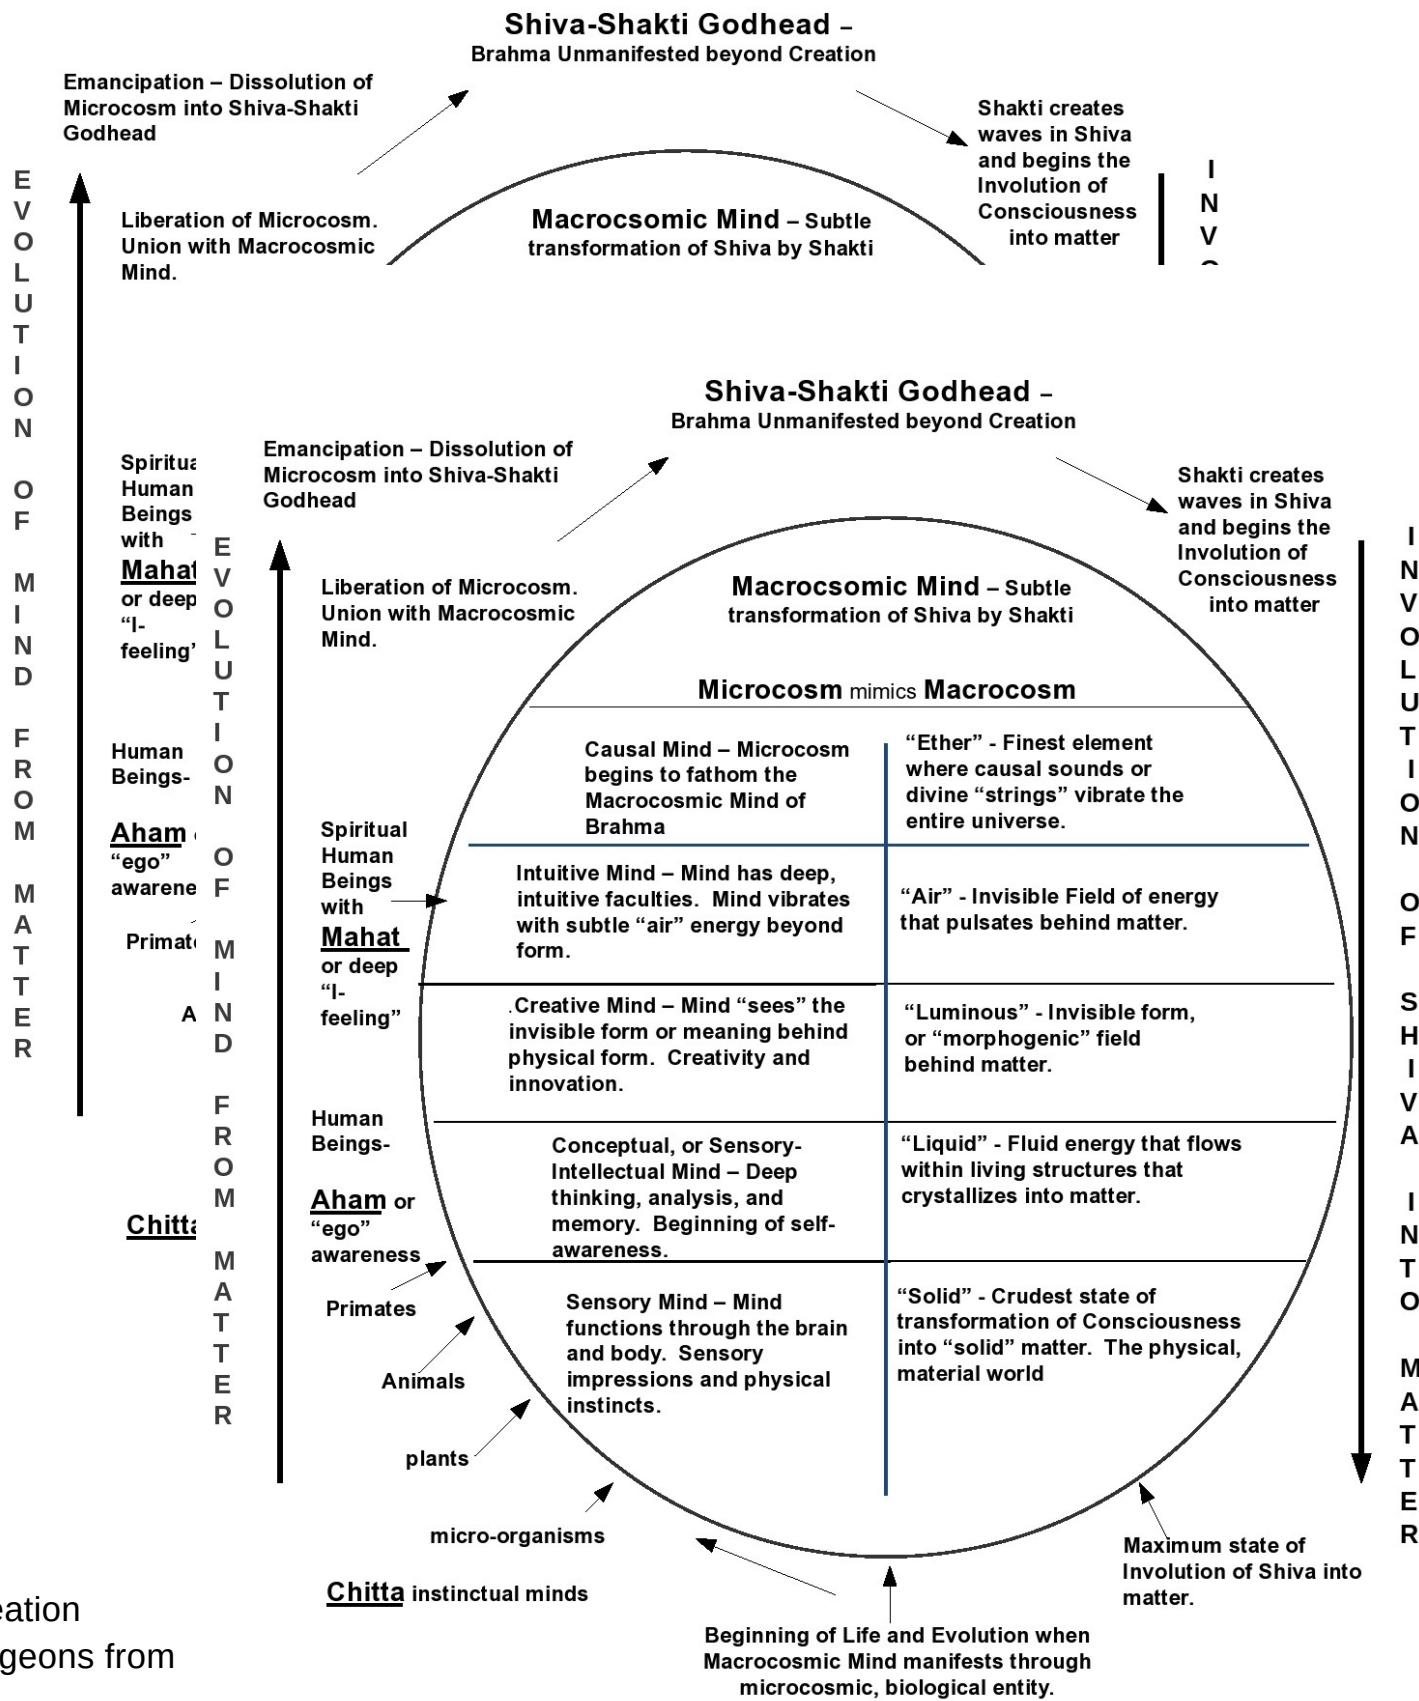 Shiva-Shakti Godhead –
Brahma Unmanifested beyond Creation
Emancipation – Dissolution of
Microcosm into Shiva-Shakti
Godhead
Shakti creates
waves in Shiva
and begins the
Involution of
Consciousness
into matter
EVOLUTION OF MIND FROM MATTER
INV
Liberation of Microcosm.
Union with Macrocosmic
Mind.
Macrocsomic Mind – Subtle
transformation of Shiva by Shakti
Human
Beings
with
Mahat
or deep
“I-
feeling”
Human
Beings-
Aham
“ego”
Shiva-Shakti Godhead –
Brahma Unmanifested beyond Creation
Emancipation – Dissolution of
Microcosm into Shiva-Shakti
Godhead
Shakti creates
waves in Shiva
and begins the
Involution of
Consciousness
into matter
EVOLUTION OF MIND FROM MATTER
INVOLUTION OF SHIVA INTO MATTER
Liberation of Microcosm.
Union with Macrocosmic
Mind.
Macrocsomic Mind – Subtle
transformation of Shiva by Shakti
Microcosm mimics Macrocosm
Causal Mind – Microcosm
begins to fathom the
Macrocosmic Mind of
Brahma
“Ether” - Finest element
where causal sounds or
divine “strings” vibrate the
entire universe.
Spiritual
Human
Beings
with
Mahat
or deep
“I-
feeling”
Intuitive Mind – Mind has deep,
intuitive faculties. Mind vibrates
with subtle “air” energy beyond
form.
“Air” - Invisible Field of energy
that pulsates behind matter.
.Creative Mind – Mind “sees” the
invisible form or meaning behind
physical form. Creativity and
innovation.
“Luminous” - Invisible form,
or “morphogenic” field
behind matter.
Human
Beings-
Aham or
“ego”
awareness
Conceptual, or Sensory-
Intellectual Mind – Deep
thinking, analysis, and
memory. Beginning of self-
awareness.
“Liquid” - Fluid energy that flows
within living structures that
crystallizes into matter.
Primates
Animals
plants
micro-organisms
Chitta instinctual minds
Sensory Mind – Mind
functions through the brain
and body. Sensory
impressions and physical
instincts.
“Solid” - Crudest state of
transformation of Consciousness
into “solid” matter. The physical,
material world
Maximum state of
Involution of Shiva into
matter.
Beginning of Life and Evolution when
Macrocosmic Mind manifests through
microcosmic, biological entity.
eation
geons from